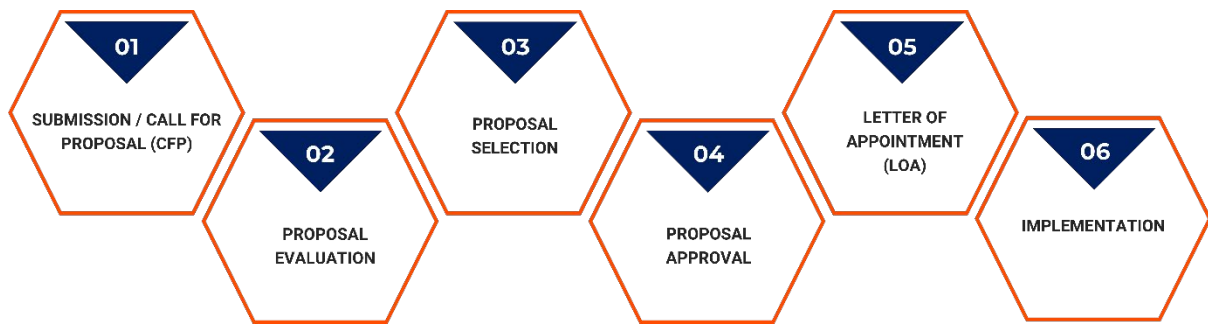 01
SUBMISSION / CALL FOR
PROPOSAL (CFP)
02
PROPOSAL
EVALUATION
03
PROPOSAL
SELECTION
04
PROPOSAL
APPROVAL
05
LETTER OF
APPOINTMENT
(LOA)
06
IMPLEMENTATION